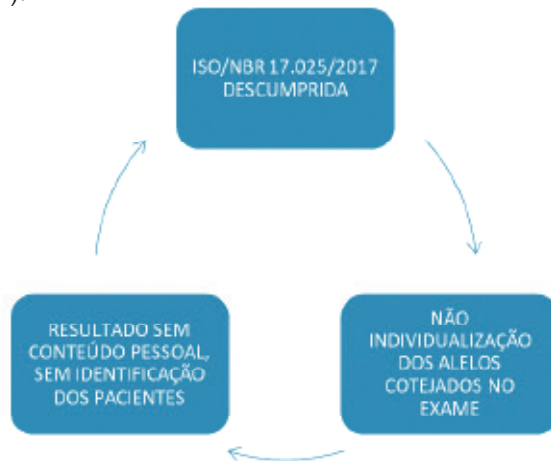 ).
ISO/NBR 17.025/2017
DESCUMPRIDA
NÃO
INDIVIDUALIZAÇÃO
DOS ALELOS
COTEJADOS NO
EXAME
RESULTADO SEM
CONTEÚDO PESSOAL,
SEM IDENTIFICAÇÃO
DOS PACIENTES